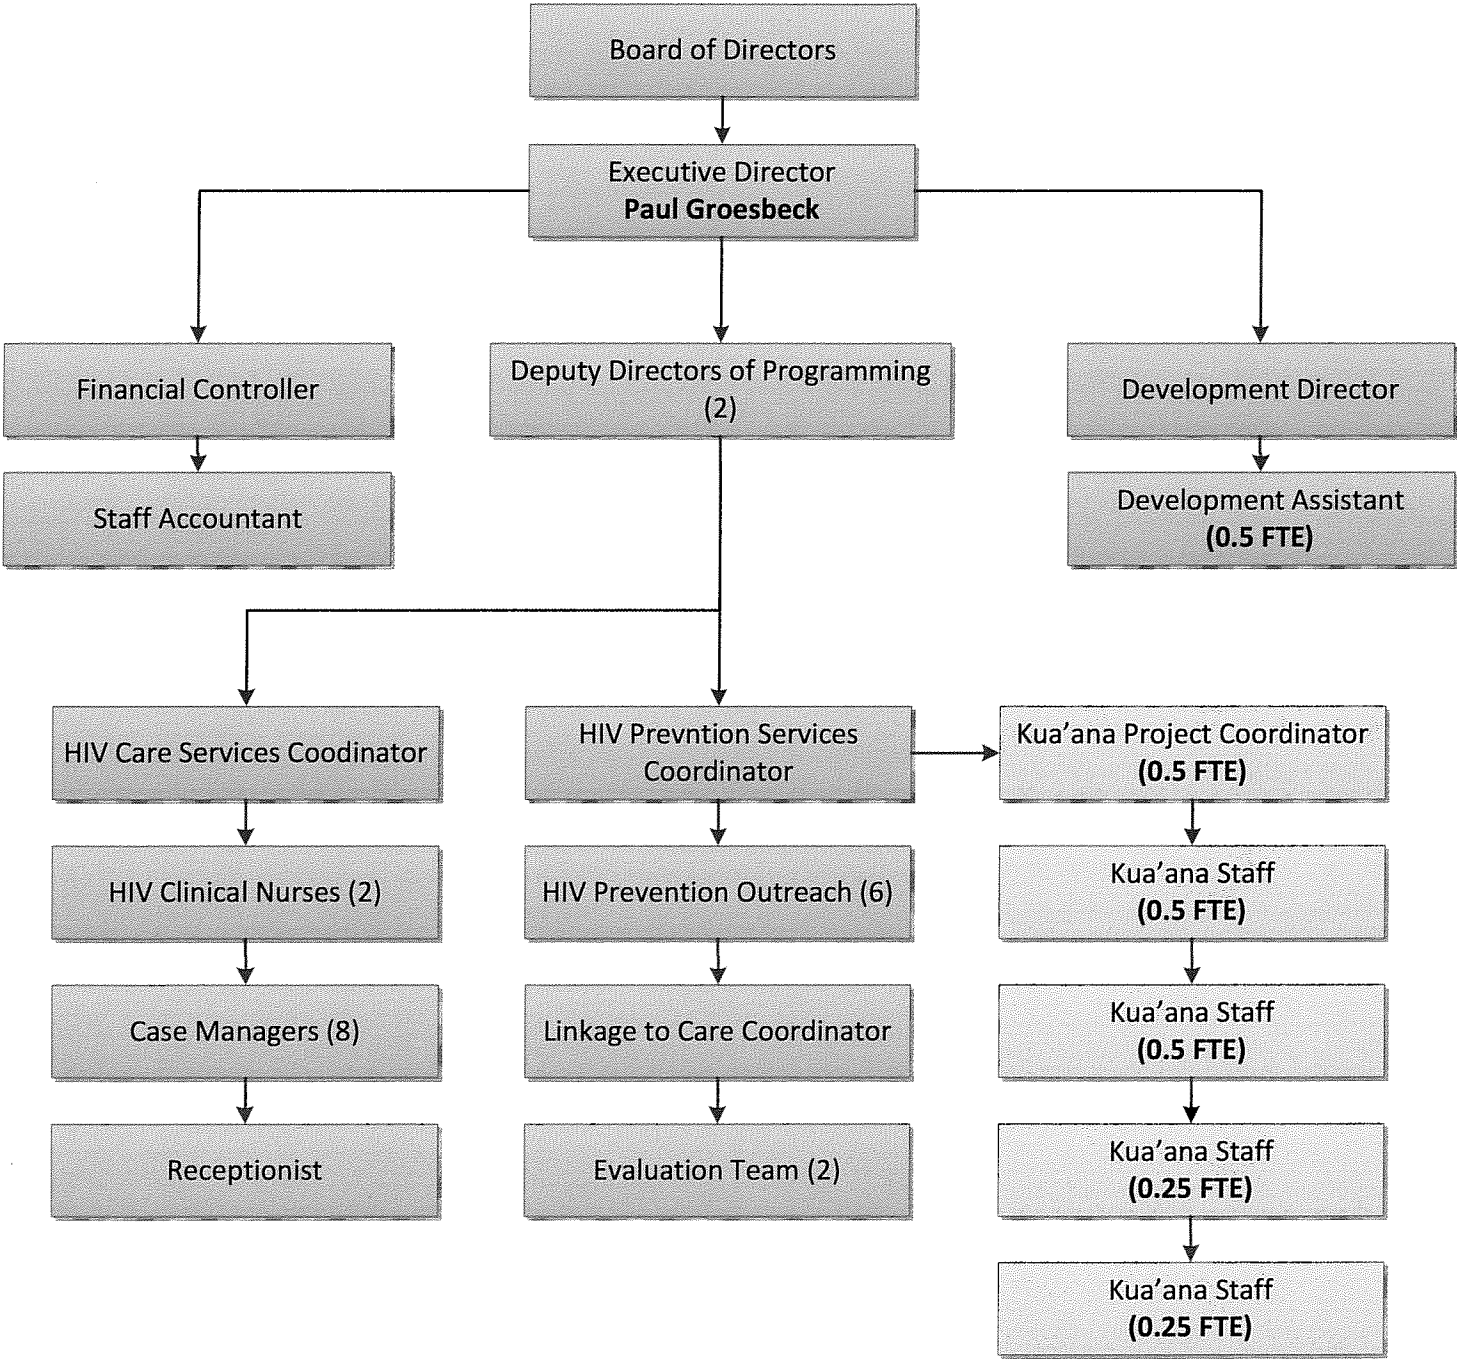 Board of Directors
Executive Director
Paul Groesbeck
Financial Controller
Deputy Directors of Programming
(2)
Development Director
Staff Accountant
Development Assistant
(0.5 FTE)
HIV Care Services Coodinator
HIV Prevntion Services
Coordinator
Kua’ana Project Coordinator
(0.5 FTE)
HIV Clinical Nurses (2)
HIV Prevention Outreach (6)
Kua’ana Staff
(0.5 FTE)
Case Managers (8)
Linkage to Care Coordinator
Kua’ana Staff
(0.5 FTE)
Receptionist
Evaluation Team (2)
Kua’ana Staff
(0.25 FTE)
Kua’ana Staff
(0.25 FTE)